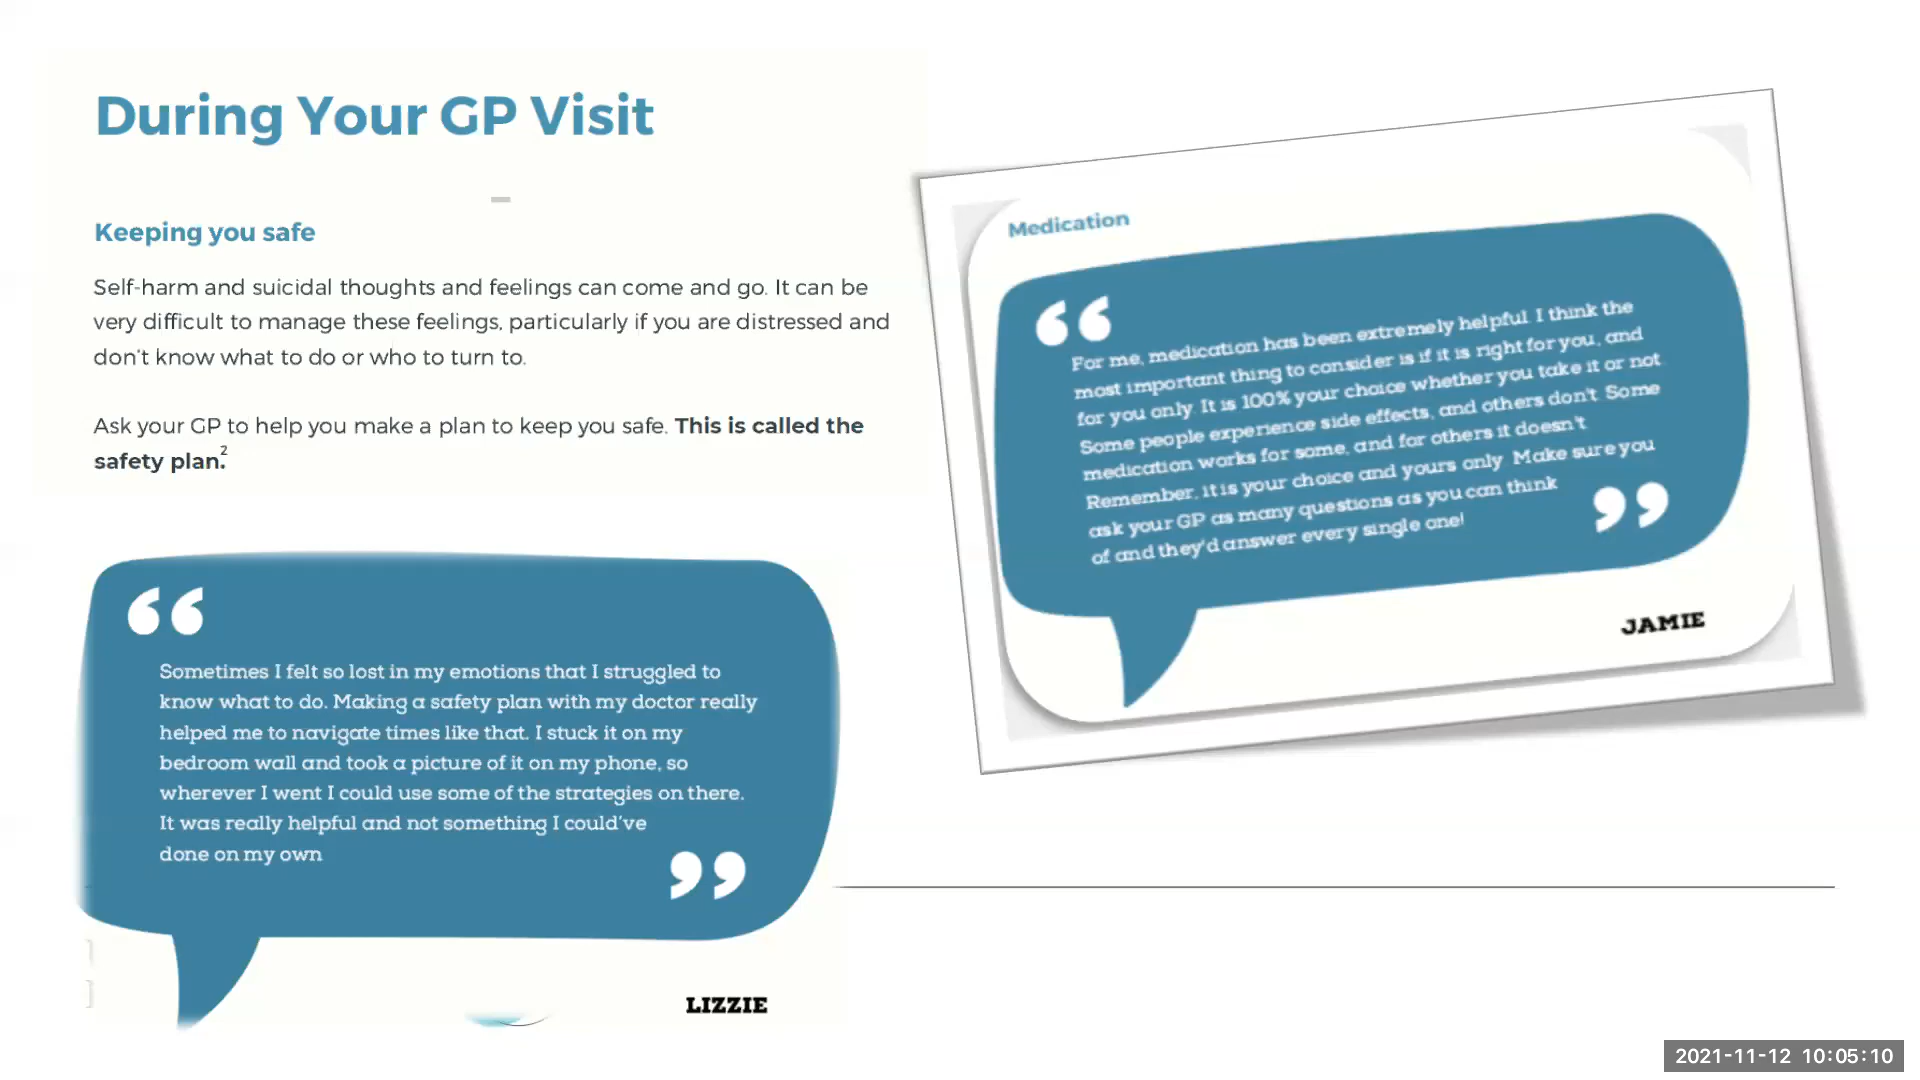 During Your GP Visit
Keeping you safe
Self-harm and suicidal thoughts and feelings can come and go. It can be
very difficult to manage these feelings, particularly if you are distressed and
don't know what to do or who to turn to.
Ask your GP to help you make a plan to keep you safe. This is called the
safety plan.2
“
Sometimes I felt so lost in my emotions that I struggled to
know what to do. Making a safety plan with my doctor really
helped me to navigate times like that. I stuck it on my
bedroom wall and took a picture of it on my phone, so
wherever I went I could use some of the strategies on there.
It was really helpful and not something I could've
done on my own
”
LIZZIE
Medication
“
For me, medication has been extremely helpful. I think the
most important thing to consider is if it is right for you, and
for you only. It is 100% your choice whether you take it or not.
Some people experience side effects, and others don't. Some
medication works for some, and for others it doesn't.
Remember, it is your choice and yours only. Make sure you
ask your GP as many questions as you can think
of and they'd answer every single one!
”
JAMIE
2021-11-12 10:05:10